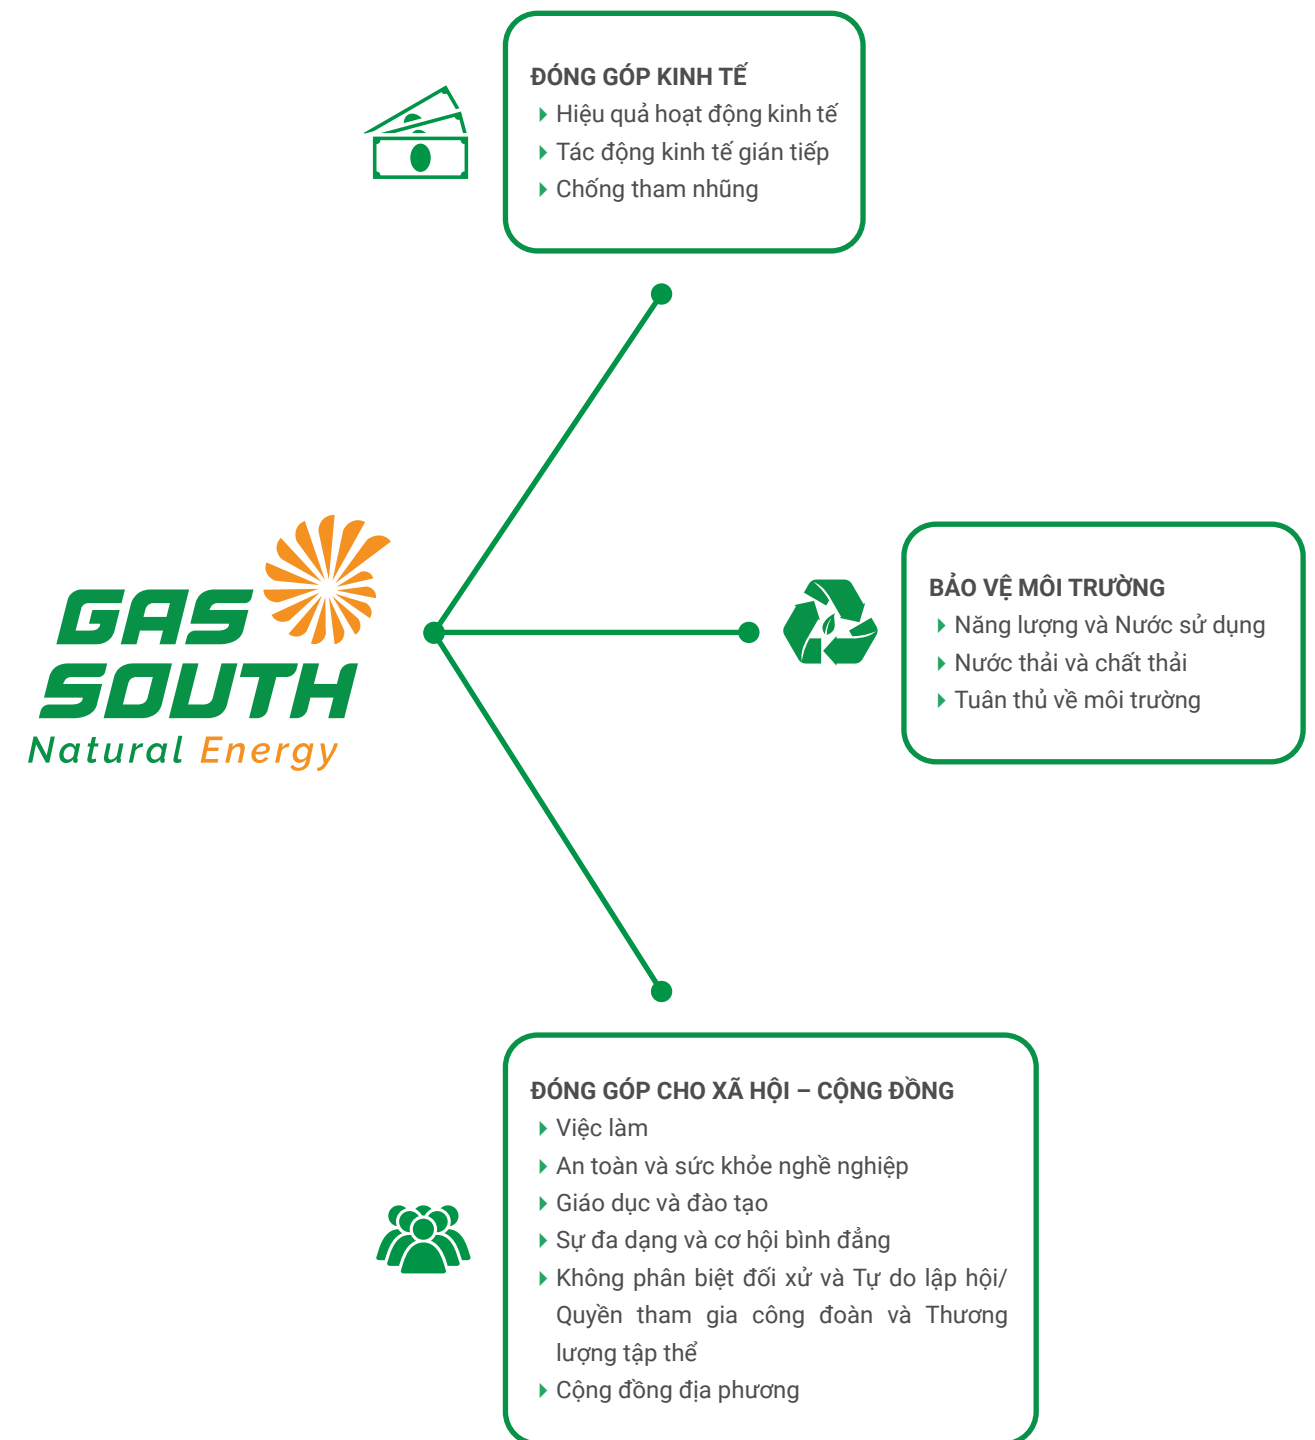 ĐÓNG GÓP KINH TẾ
Hiệu quả hoạt động kinh tế
Tác động kinh tế gián tiếp
Chống tham nhũng
GAS
SOUTH
Natural Energy
BẢO VỆ MÔI TRƯỜNG
Năng lượng và Nước sử dụng
Nước thải và chất thải
Tuân thủ về môi trường
ĐÓNG GÓP CHO XÃ HỘI – CỘNG ĐỒNG
Việc làm
An toàn và sức khỏe nghề nghiệp
Giáo dục và đào tạo
Sự đa dạng và cơ hội bình đẳng
Không phân biệt đối xử và Tự do lập hội/
Quyền tham gia công đoàn và Thương
lượng tập thể
Cộng đồng địa phương